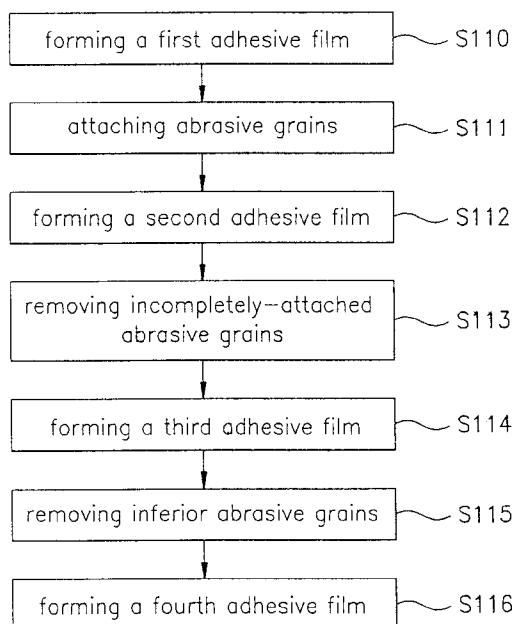 forming a first adhesive film S110
attaching abrasive grains S111
forming a second adhesive film S112
removing incompletely-attached
abrasive grains S113
forming a third adhesive film S114
removing inferior abrasive grains S115
forming a fourth adhesive film S116